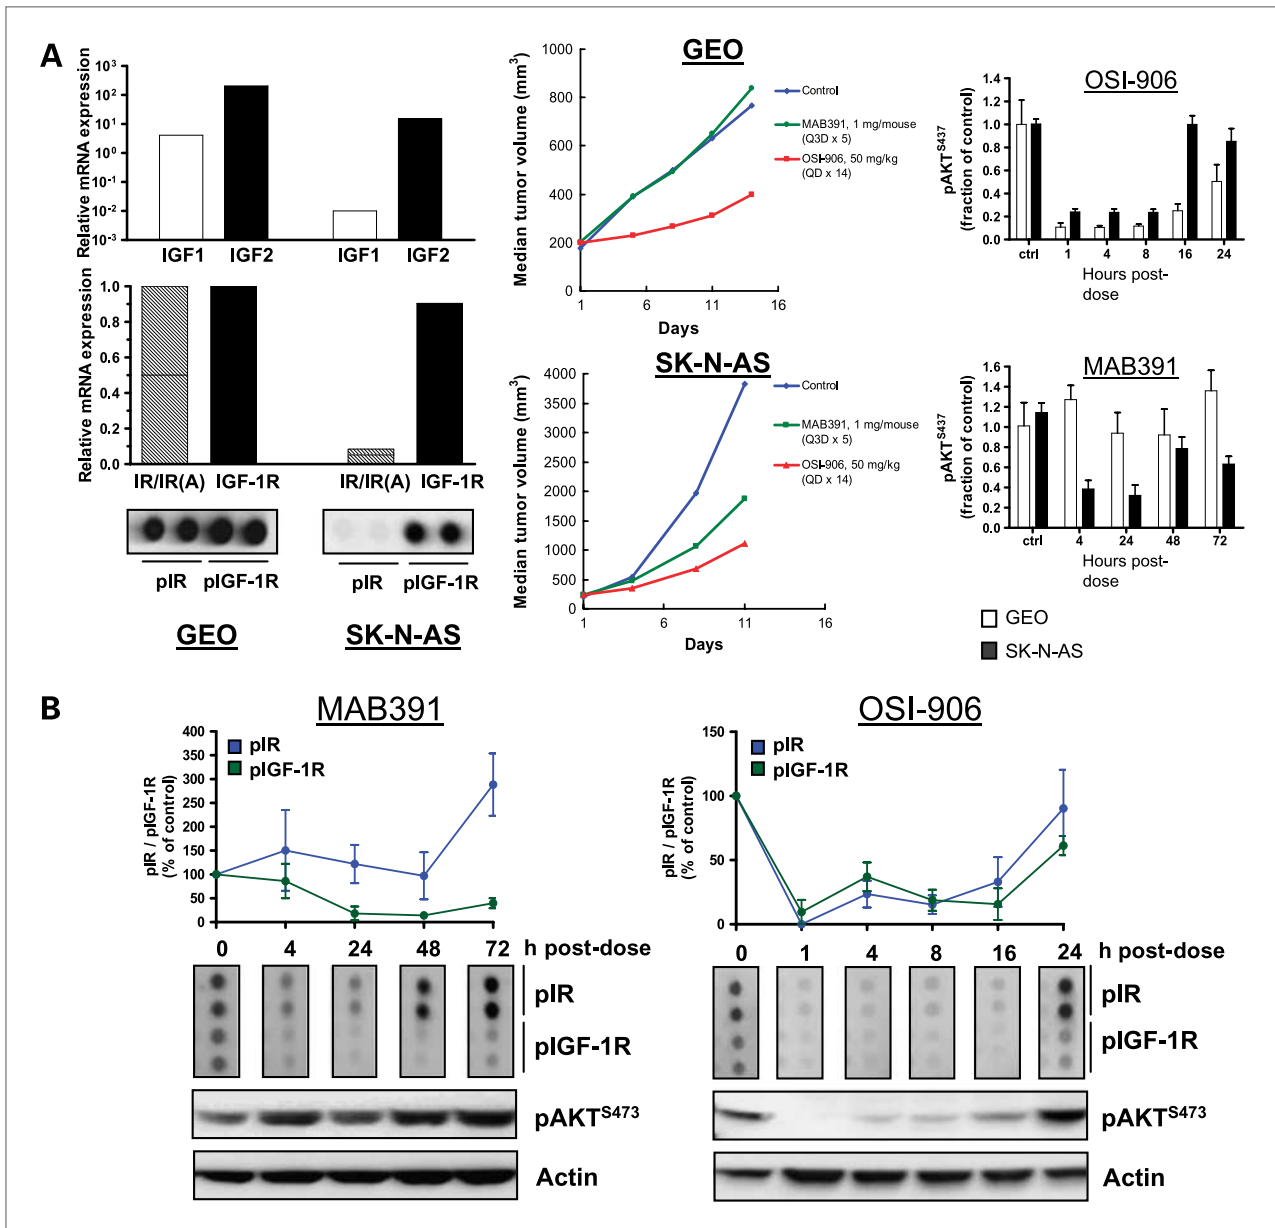 A
Relative mRNA expression
10³
10²
10¹
10⁰
10⁻¹
10⁻²
10⁻³
IGF1 IGF2 IGF1 IGF2
Relative mRNA expression
1.0
0.8
0.6
0.4
0.2
0.0
IR/IR(A) IGF-1R IR/IR(A) IGF-1R
pIR pIGF-1R pIR pIGF-1R
GEO SK-N-AS
GEO
Median tumor volume (mm³)
1000
800
600
400
200
0
1 6 11 16
Days
Control
MAB391, 1 mg/mouse
(Q3D x 5)
OSI-906, 50 mg/kg
(QD x 14)
SK-N-AS
Median tumor volume (mm³)
4000
3500
3000
2500
2000
1500
1000
500
0
1 6 11 16
Days
Control
MAB391, 1 mg/mouse
(Q3D x 5)
OSI-906, 50 mg/kg
(QD x 14)
OSI-906
pAKTS437
(fraction of control)
1.4
1.2
1.0
0.8
0.6
0.4
0.2
0.0
ctrl 1 4 8 16 24
Hours post-
dose
MAB391
pAKTS437
(fraction of control)
1.6
1.4
1.2
1.0
0.8
0.6
0.4
0.2
0.0
ctrl 4 24 48 72
Hours post-
dose
GEO
SK-N-AS
B
MAB391
pIR / pIGF-1R
(% of control)
400
350
300
250
200
150
100
50
0
pIR
pIGF-1R
0 4 24 48 72 h post-dose
pIR
pIGF-1R
pAKTS473
Actin
OSI-906
pIR / pIGF-1R
(% of control)
150
100
50
0
pIR
pIGF-1R
0 1 4 8 16 24
h post-dose
pIR
pIGF-1R
pAKTS473
Actin